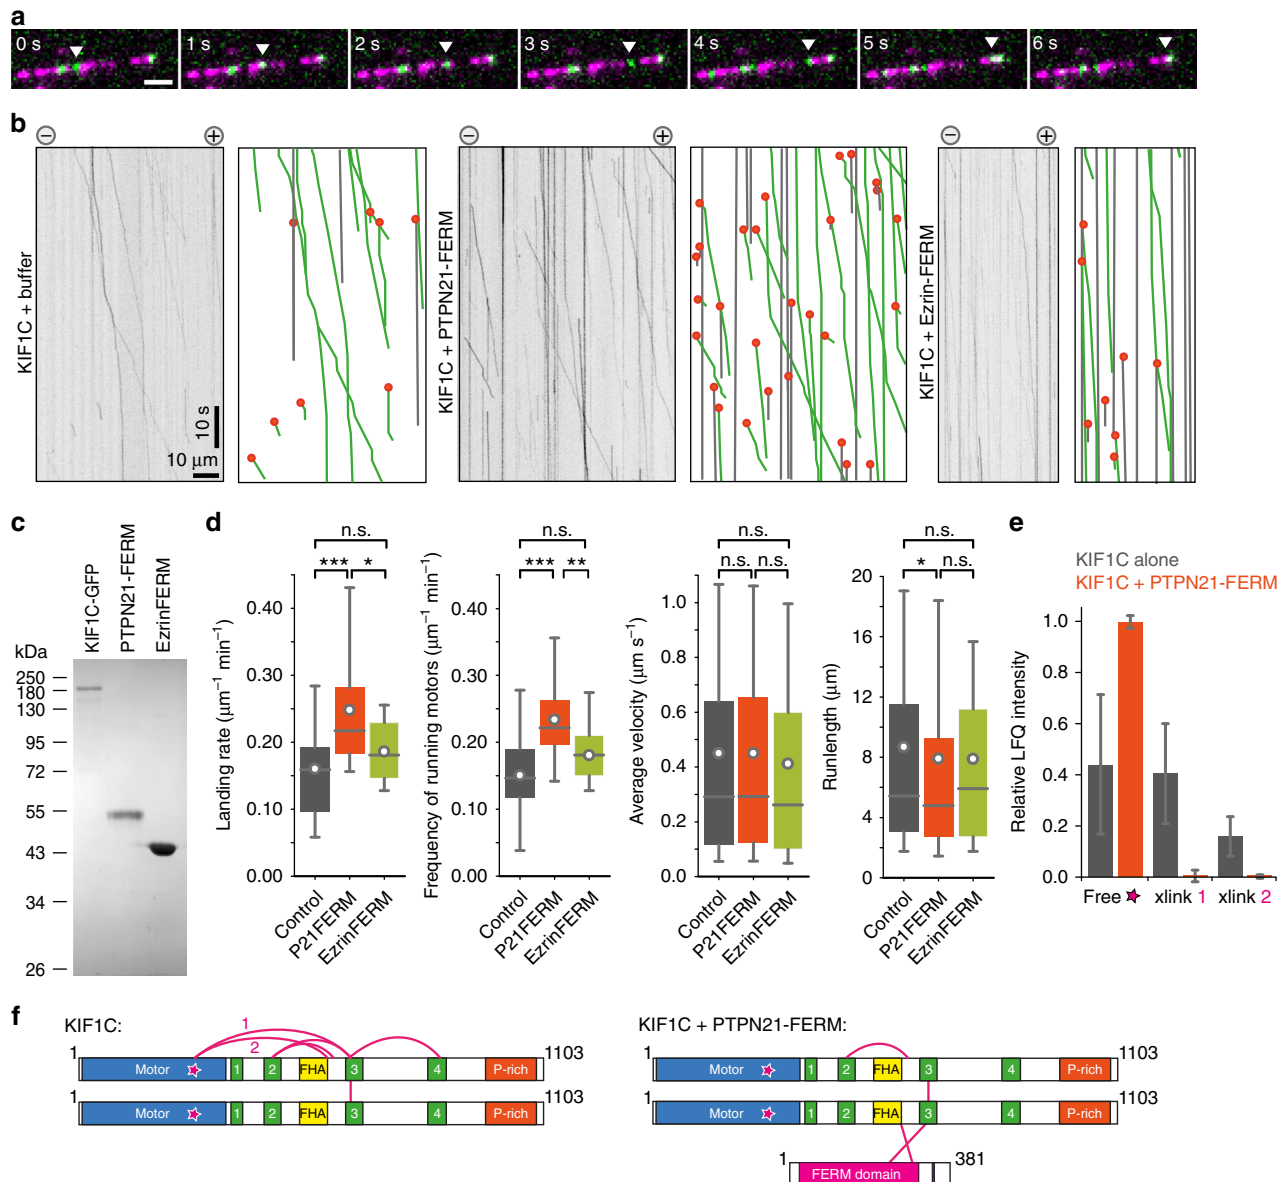 a
0 s 1 s 2 s 3 s 4 s 5 s 6 s
b
− + − + − +
KIF1C + buffer
10 s
10 μm
KIF1C + PTPN21-FERM
KIF1C + Ezrin-FERM
c
KIF1C-GFP
PTPN21-FERM
EzrinFERM
kDa
250
180
130
95
72
55
43
34
26
d
n.s.
*** *
Landing rate (μm⁻¹ min⁻¹)
0.40
0.30
0.20
0.10
0.00
Control
P21FERM
EzrinFERM
n.s.
*** **
Frequency of running motors (μm⁻¹ min⁻¹)
0.40
0.30
0.20
0.10
0.00
Control
P21FERM
EzrinFERM
n.s.
n.s. n.s.
Average velocity (μm s⁻¹)
1.0
0.8
0.6
0.4
0.2
0.0
Control
P21FERM
EzrinFERM
n.s.
* n.s.
Runlength (μm)
20
16
12
8
4
0
Control
P21FERM
EzrinFERM
e
KIF1C alone
KIF1C + PTPN21-FERM
Relative LFQ intensity
1.0
0.8
0.6
0.4
0.2
0.0
Free xlink 1 xlink 2
f
KIF1C:
1 2
1 1103
Motor 1 2 FHA 3 4 P-rich
1 1103
Motor 1 2 FHA 3 4 P-rich
KIF1C + PTPN21-FERM:
1 1103
Motor 1 2 FHA 3 4 P-rich
1 1103
Motor 1 2 FHA 3 4 P-rich
1 381
FERM domain